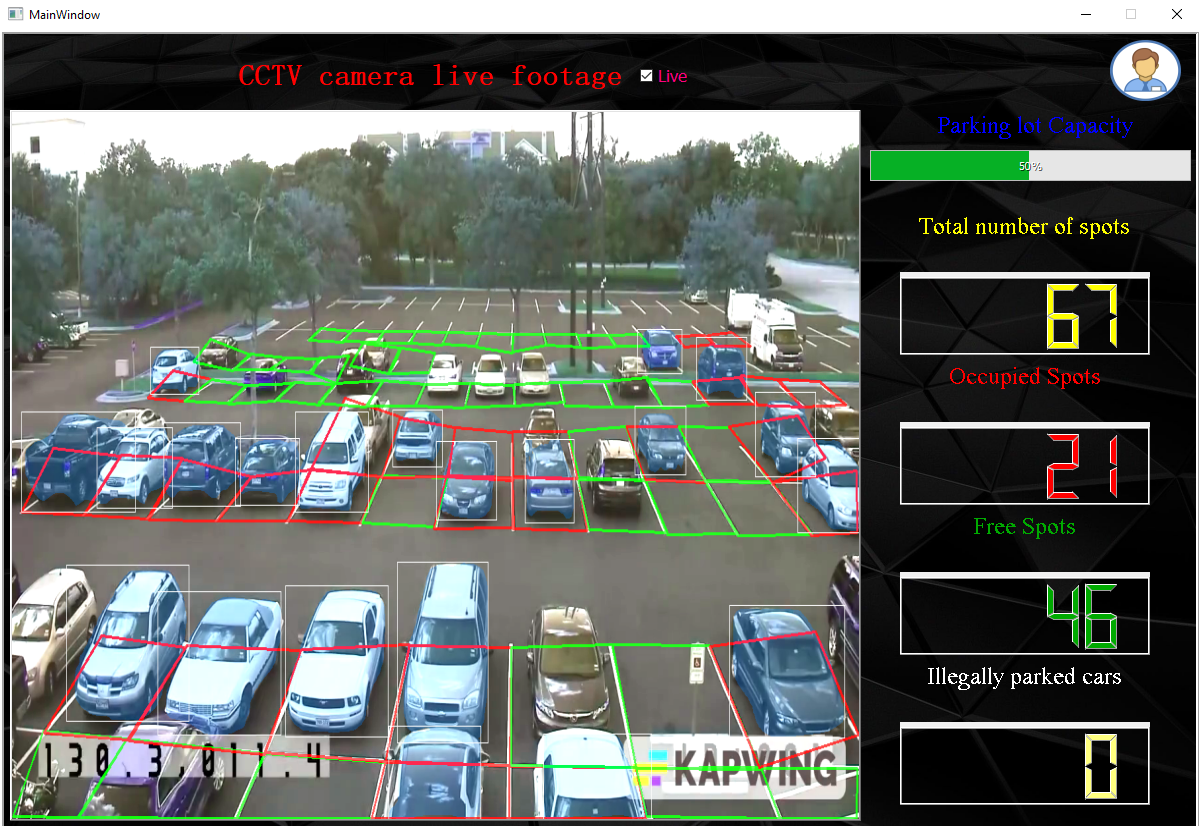 MainWindow
CCTV camera live footage
Live
Parking lot Capacity
50%
Total number of spots
67
Occupied Spots
21
Free Spots
46
Illegally parked cars
0
130.3,011.4
KAPWING